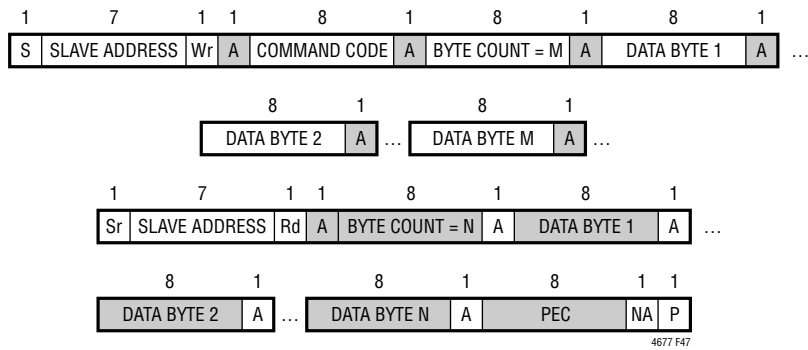 1 7 1 1 8 1 8 1 8 1
S SLAVE ADDRESS Wr A COMMAND CODE A BYTE COUNT = M A DATA BYTE 1 A ...
8 1 8 1
DATA BYTE 2 A ... DATA BYTE M A ...
1 7 1 1 8 1 8 1
Sr SLAVE ADDRESS Rd A BYTE COUNT = N A DATA BYTE 1 A ...
8 1 8 1 8 1 1
DATA BYTE 2 A ... DATA BYTE N A PEC NA P
4677 F47